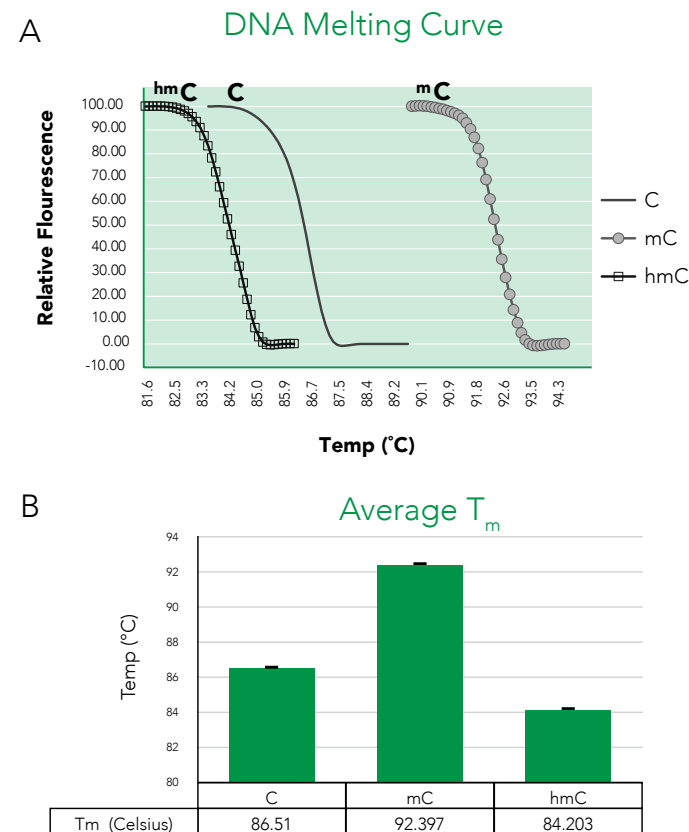 A
DNA Melting Curve
hmC C mC
Relative Flourescence
100.00
90.00
80.00
70.00
60.00
50.00
40.00
30.00
20.00
10.00
0.00
-10.00
81.6 82.5 83.3 84.2 85.0 85.9 86.7 87.5 88.4 89.2 90.1 90.9 91.8 92.6 93.5 94.3
Temp (˚C)
C
mC
hmC
B
Average Tm
Temp (°C)
94
92
90
88
86
84
82
80
C mC hmC
Tm (Celsius) 86.51 92.397 84.203